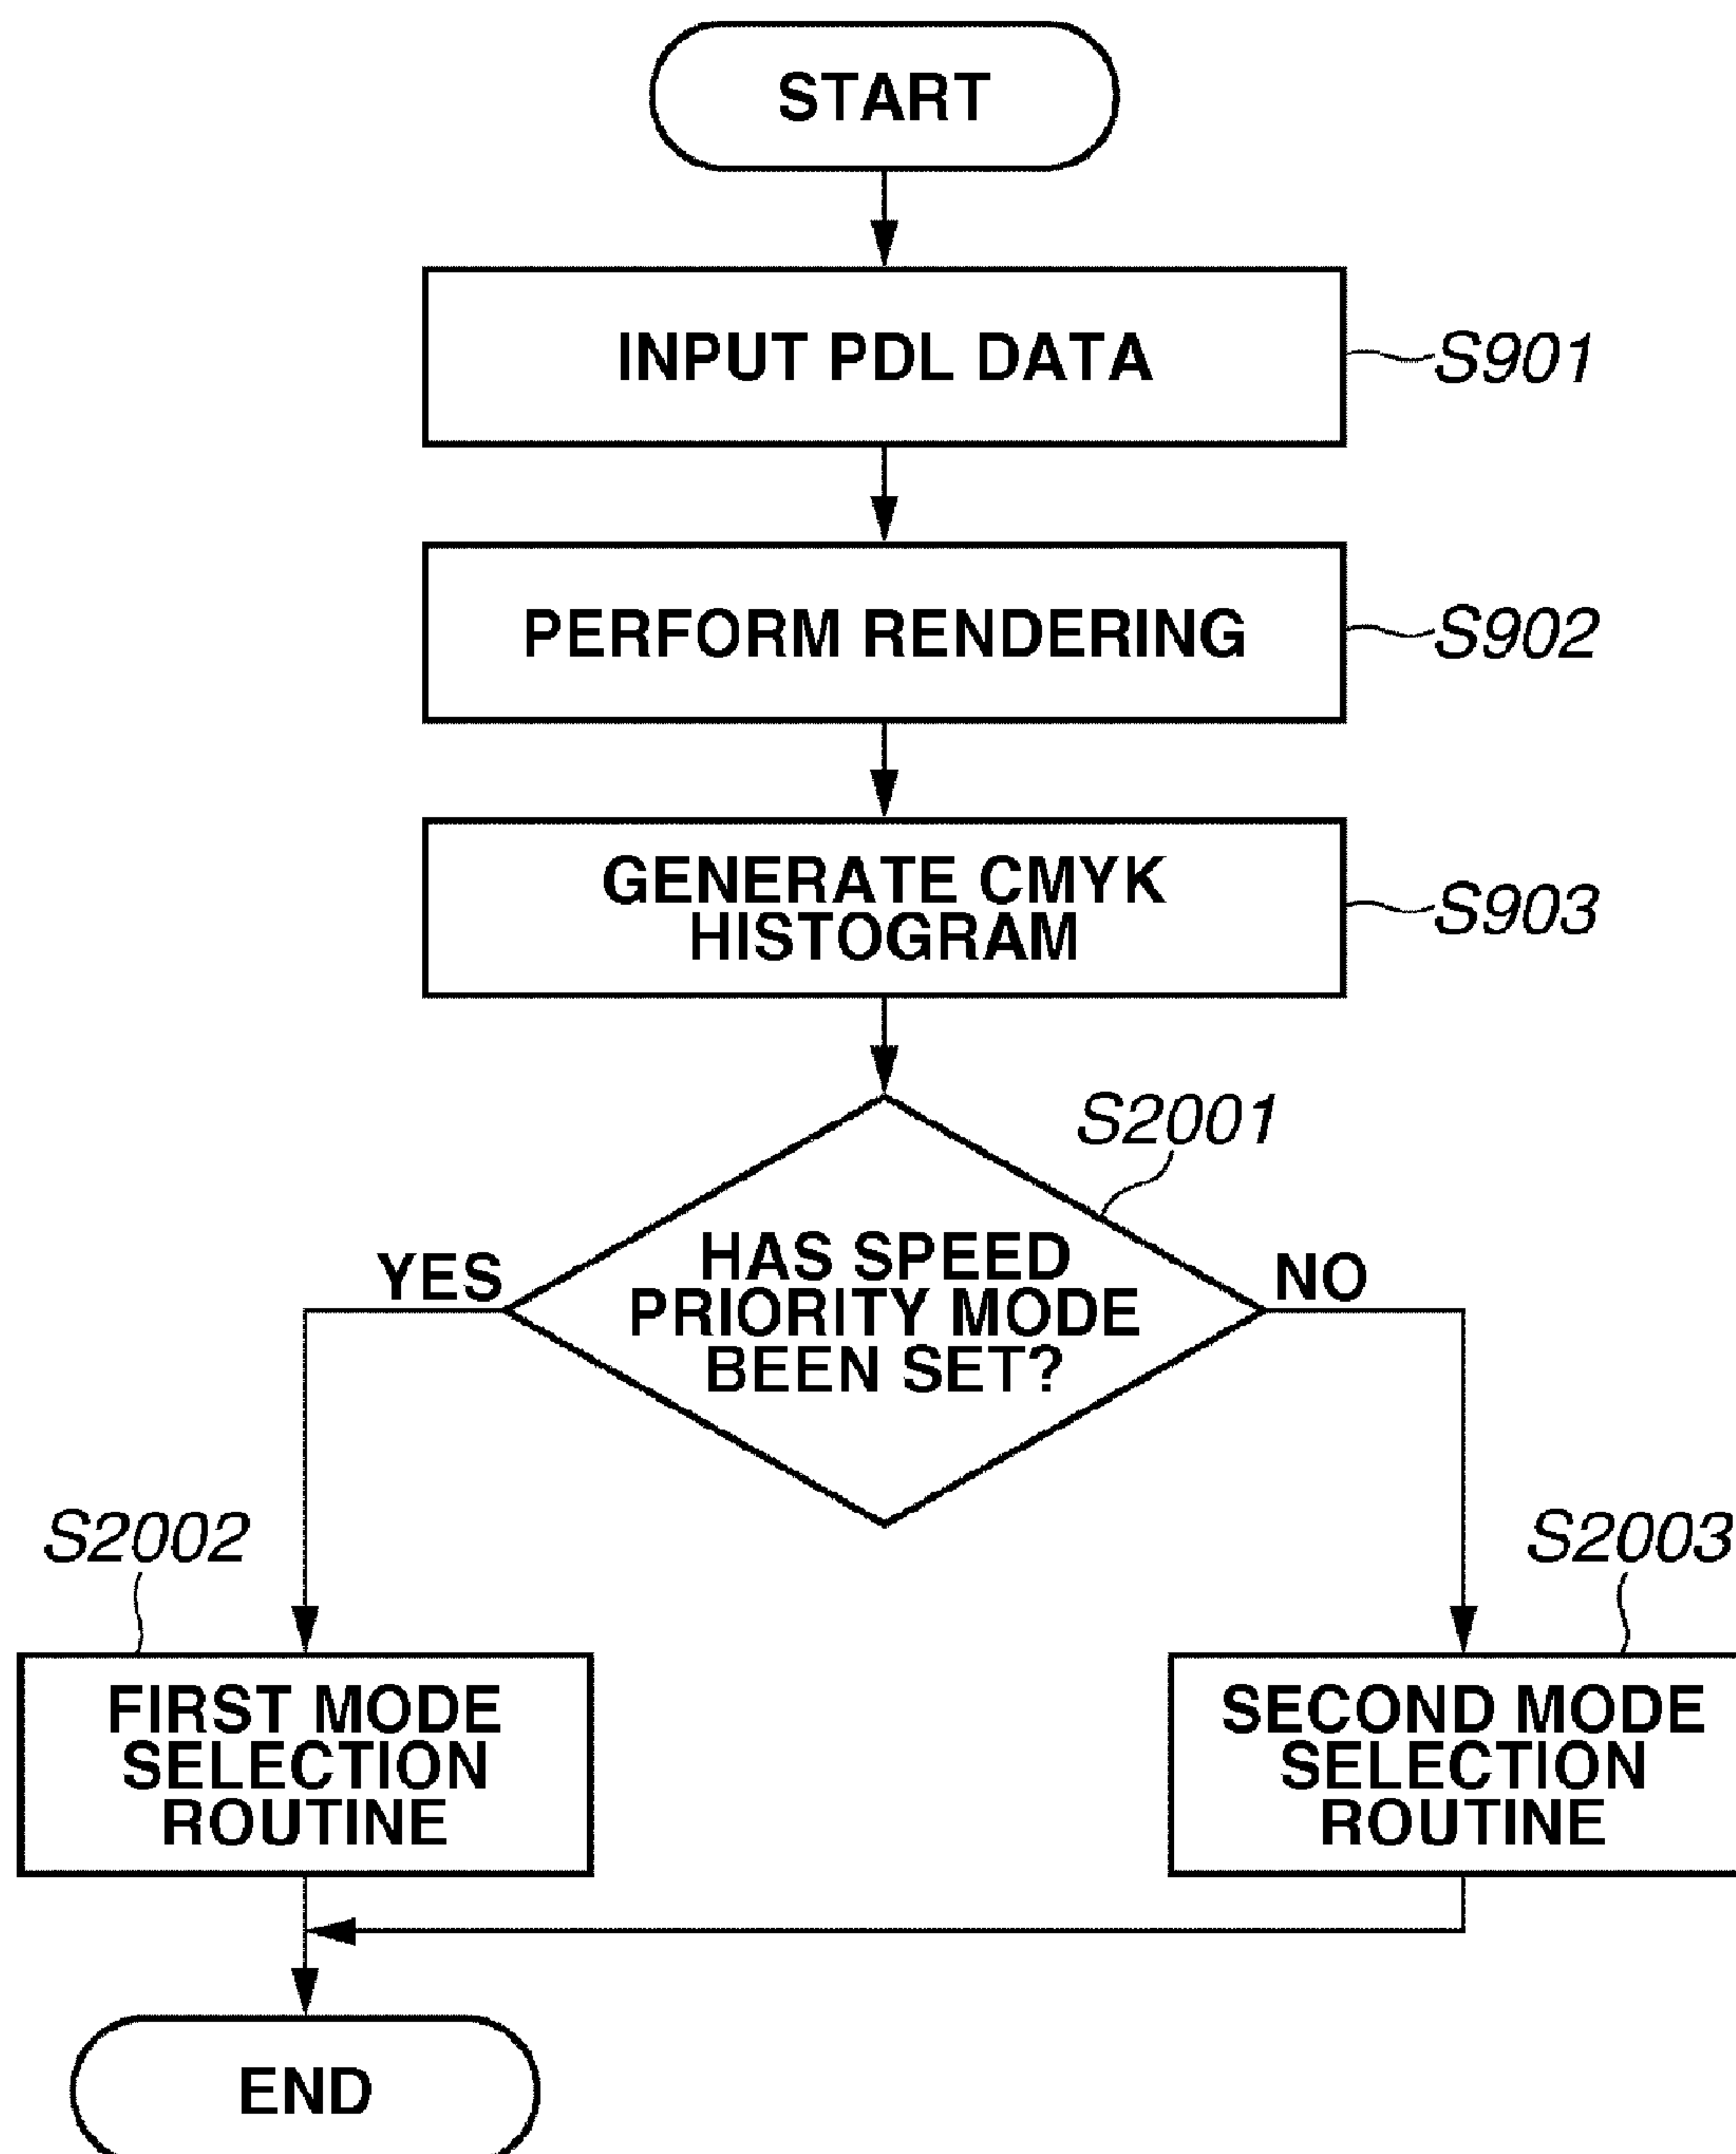 START
INPUT PDL DATA
S901
PERFORM RENDERING
S902
GENERATE CMYK
HISTOGRAM
S903
S2001
HAS SPEED
PRIORITY MODE
BEEN SET?
YES
NO
S2002
S2003
FIRST MODE
SELECTION
ROUTINE
SECOND MODE
SELECTION
ROUTINE
END